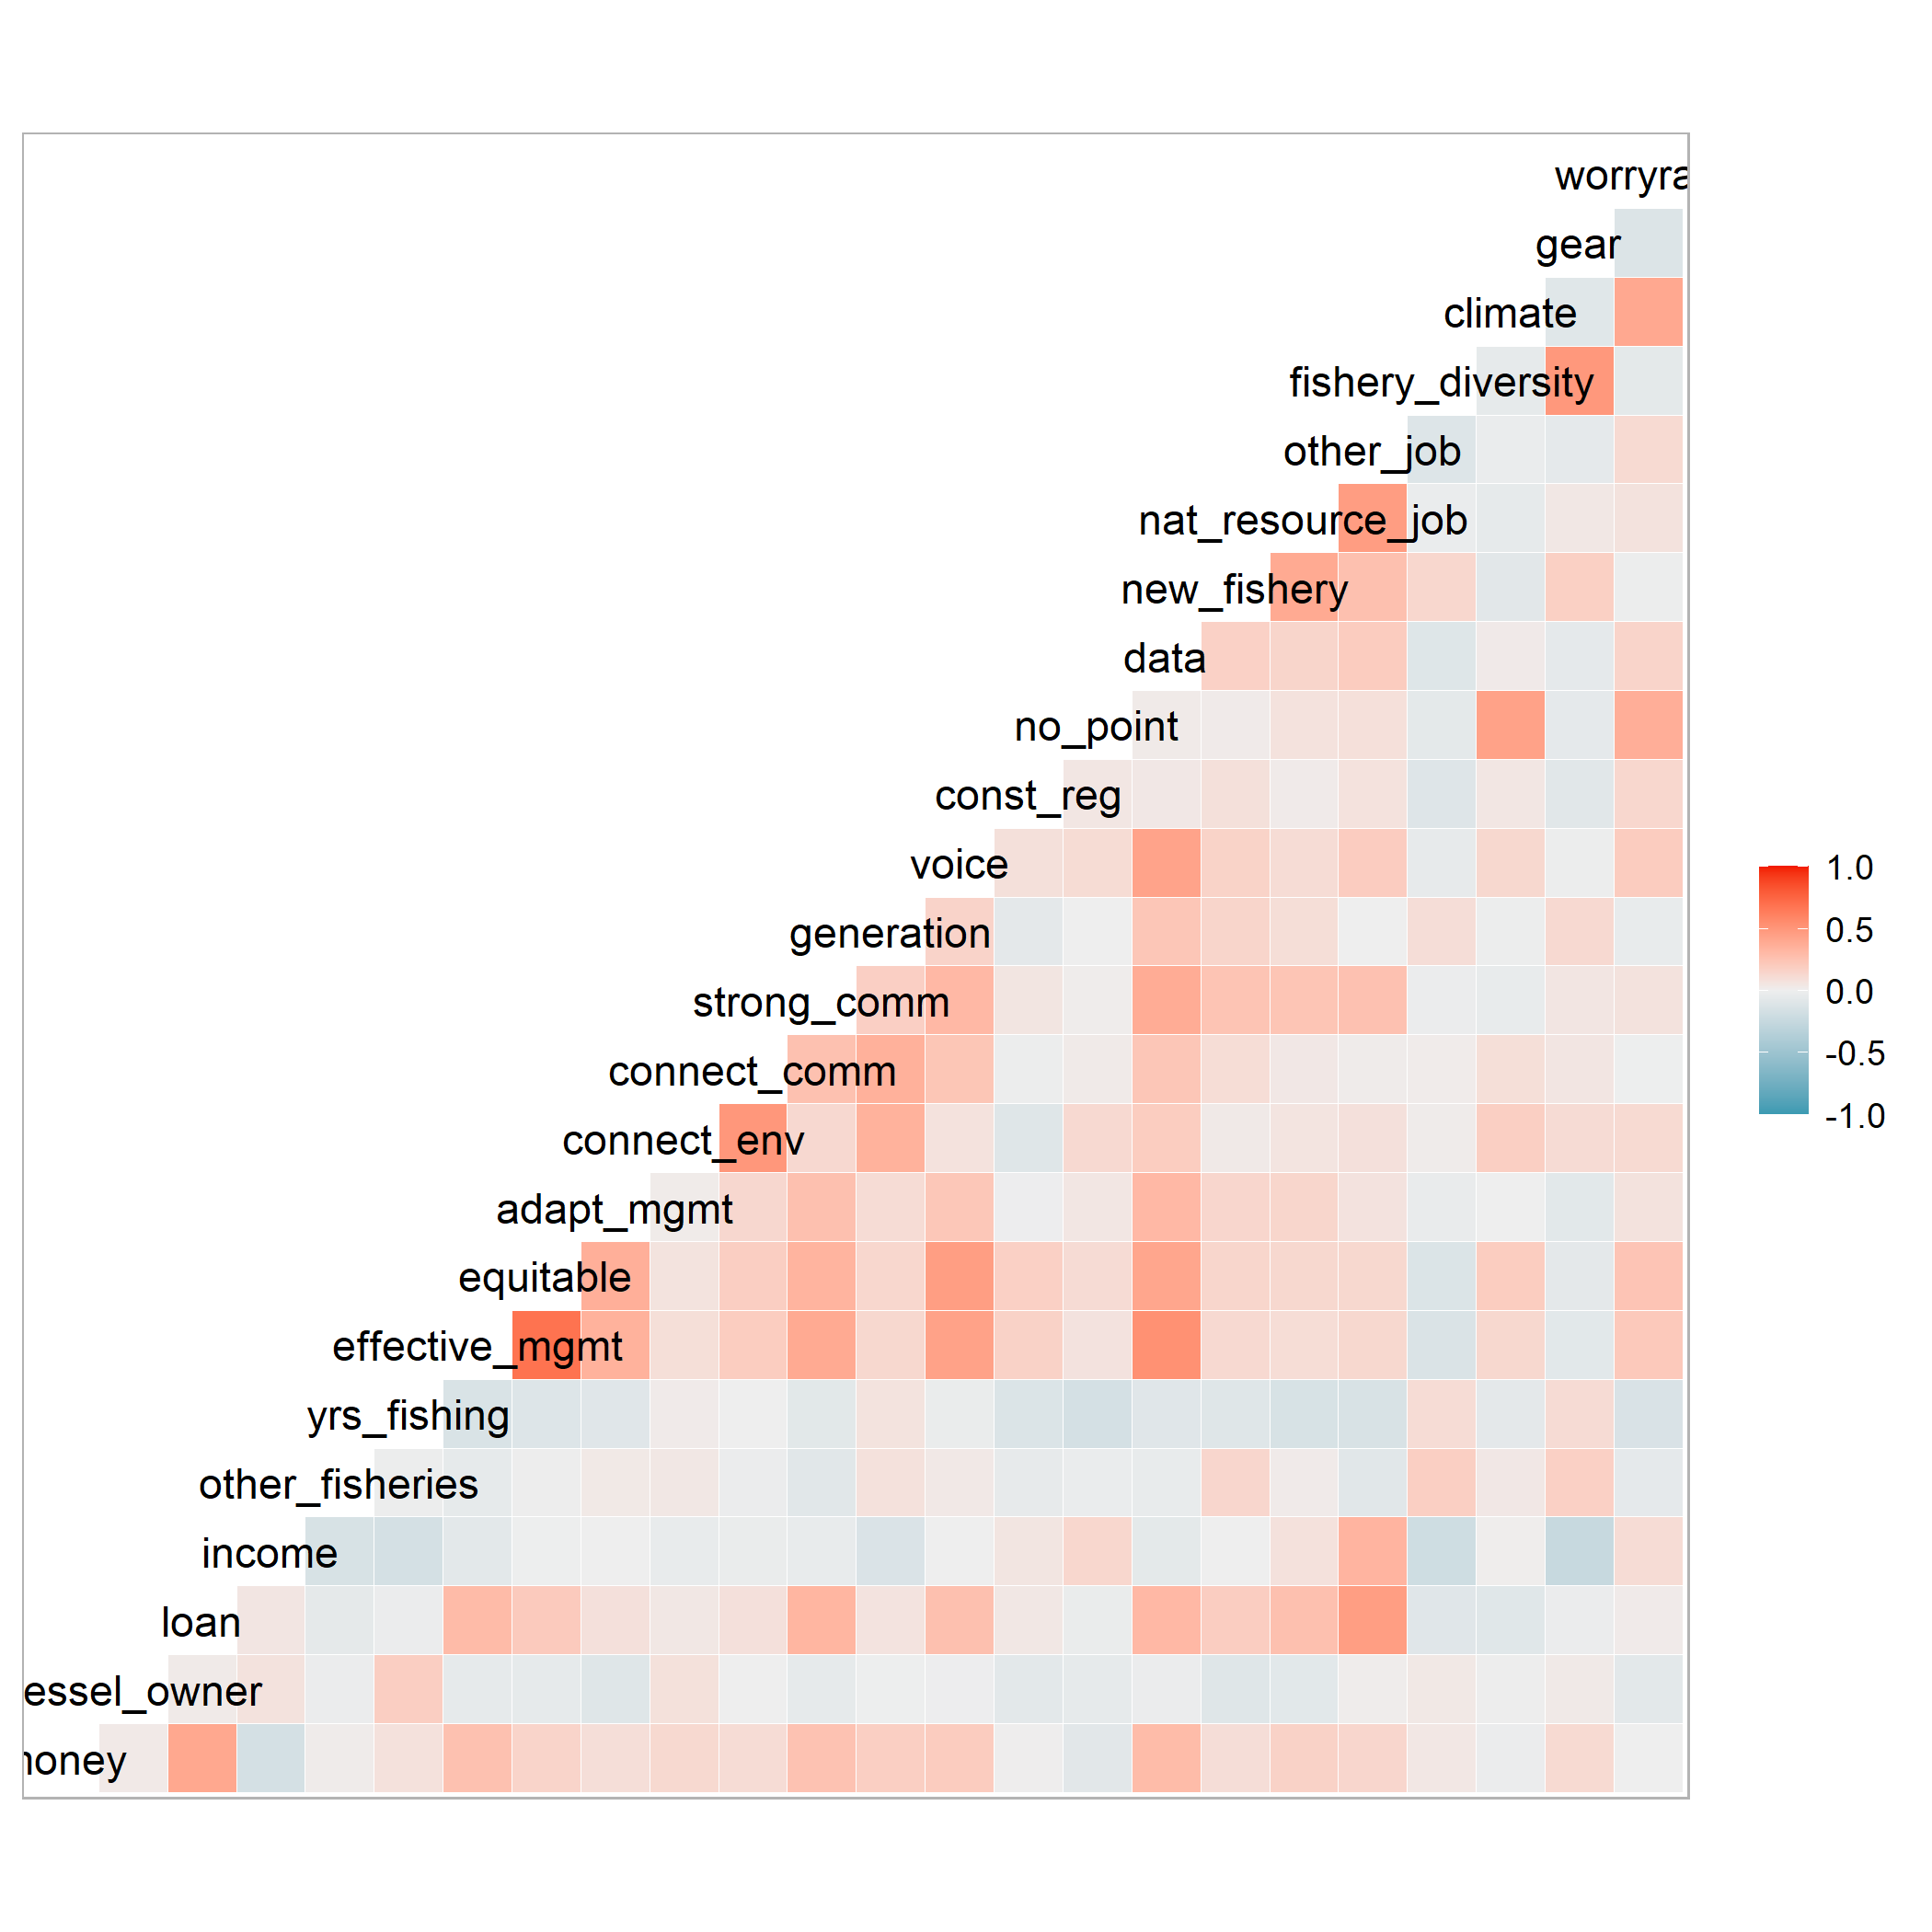 worryra
gear
climate
fishery_diversity
other_job
nat_resource_job
new_fishery
data
no_point
const_reg
voice
generation
strong_comm
connect_comm
connect_env
adapt_mgmt
equitable
effective_mgmt
yrs_fishing
other_fisheries
income
loan
essel_owner
oney
1.0
0.5
0.0
-0.5
-1.0